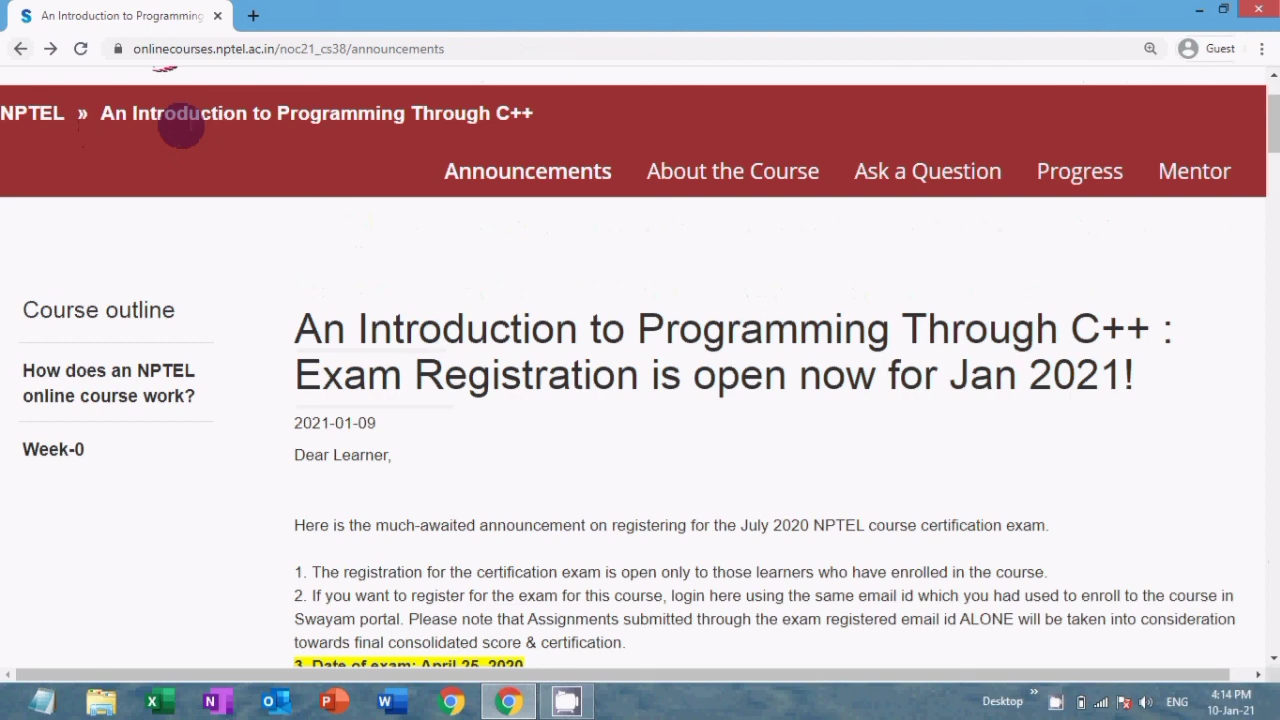 An Introduction to Programming
onlinecourses.nptel.ac.in/noc21_cs38/announcements
Guest
NPTEL » An Introduction to Programming Through C++
Announcements About the Course Ask a Question Progress Mentor
Course outline
How does an NPTEL
online course work?
Week-0
An Introduction to Programming Through C++ :
Exam Registration is open now for Jan 2021!
2021-01-09
Dear Learner,
Here is the much-awaited announcement on registering for the July 2020 NPTEL course certification exam.
1. The registration for the certification exam is open only to those learners who have enrolled in the course.
2. If you want to register for the exam for this course, login here using the same email id which you had used to enroll to the course in
Swayam portal. Please note that Assignments submitted through the exam registered email id ALONE will be taken into consideration
towards final consolidated score & certification.
3. Date of exam: April 25, 2020
Desktop
ENG
4:14 PM
10-Jan-21